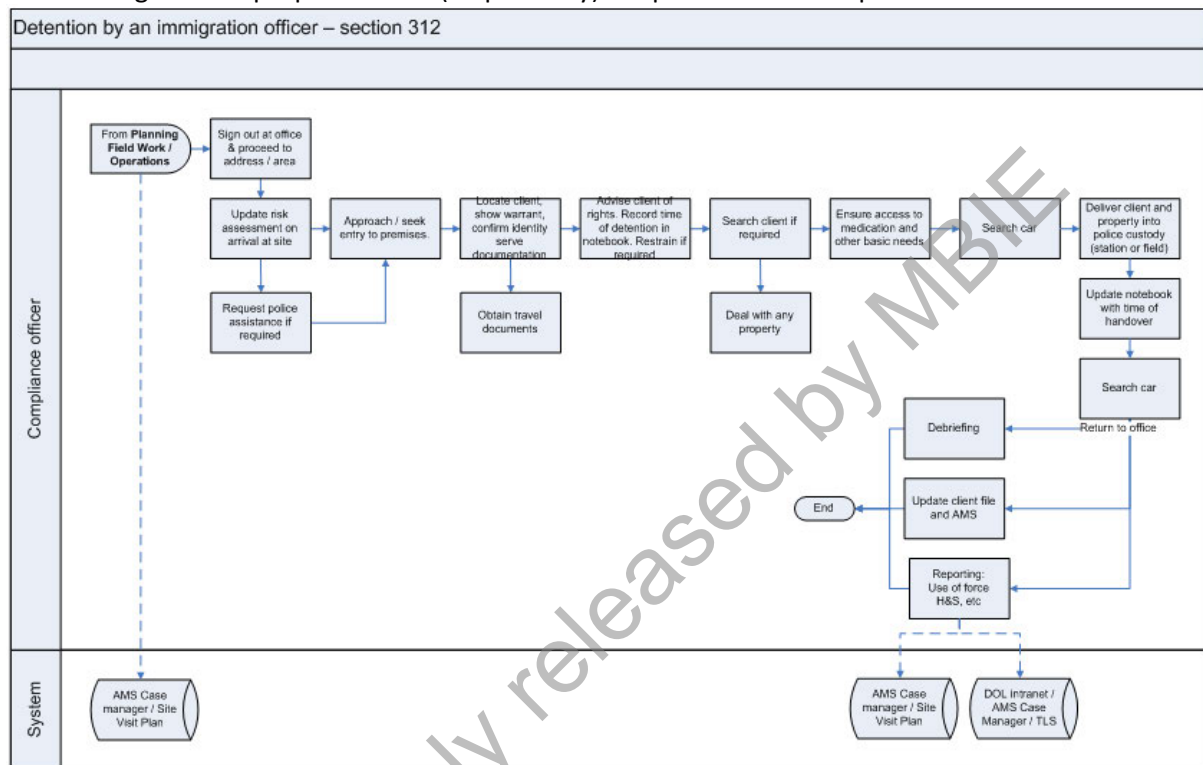 Detention by an immigration officer – section 312
Compliance officer
From Planning
Field Work /
Operations
Sign out at office
& proceed to
address / area
Update risk
assessment on
arrival at site
Request police
assistance if
required
Approach / seek
entry to premises.
Locate client,
show warrant,
confirm identity
serve
documentation
Obtain travel
documents
Advise client of
rights. Record time
of detention in
notebook. Restrain if
required
Search client if
required
Deal with any
property
Ensure access to
medication and
other basic needs
Search car
Deliver client and
property into
police custody
(station or field)
Update notebook
with time of
handover
Search car
Return to office
Debriefing
Update client file
and AMS
End
Reporting:
Use of force
H&S, etc
System
AMS Case
manager / Site
Visit Plan
AMS Case
manager / Site
Visit Plan
DOL intranet /
AMS Case
Manager / TLS
released by MBIE